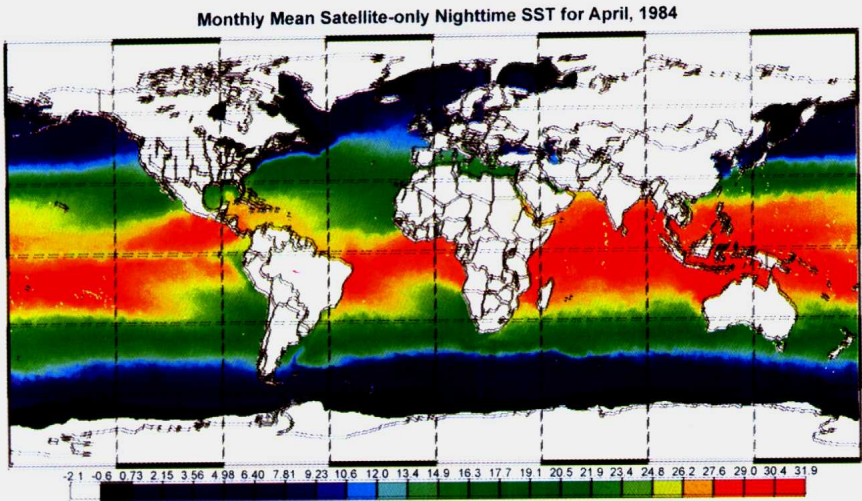 Monthly Mean Satellite-only Nighttime SST for April, 1984
-2.1 -0.6 0.73 2.15 3.56 4.98 6.40 7.81 9.23 10.6 12.0 13.4 14.9 16.3 17.7 19.1 20.5 21.9 23.4 24.8 26.2 27.6 29.0 30.4 31.9